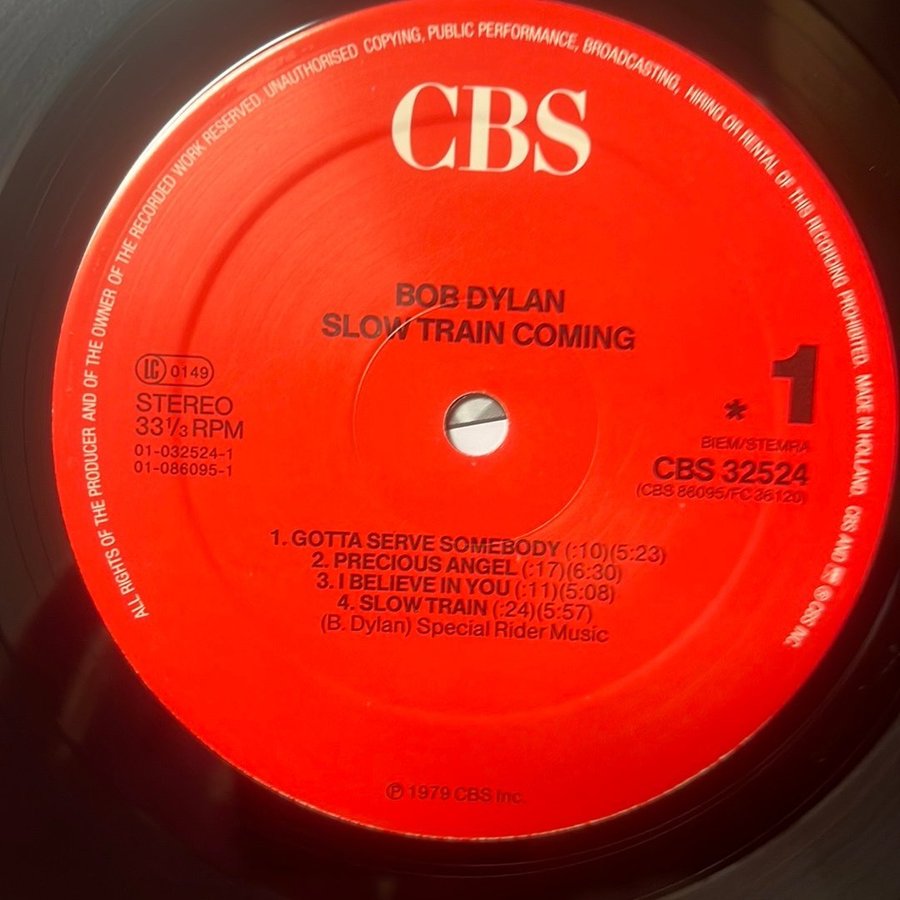 ALL RIGHTS OF THE PRODUCER AND OF THE OWNER OF THE RECORDED WORK RESERVED. UNAUTHORISED COPYING, PUBLIC PERFORMANCE, BROADCASTING, HIRING OR RENTAL OF THIS RECORDING PROHIBITED. MADE IN HOLLAND. CBS AND ℗ © CBS INC.
CBS
BOB DYLAN
SLOW TRAIN COMING
LC 0149
STEREO
33 1/3 RPM
01-032524-1
01-086095-1
* 1
BIEM/STEMRA
CBS 32524
(CBS 86095/FC 36120)
1. GOTTA SERVE SOMEBODY (:10)(5:23)
2. PRECIOUS ANGEL (:17)(6:30)
3. I BELIEVE IN YOU (:11)(5:08)
4. SLOW TRAIN (:24)(5:57)
(B. Dylan) Special Rider Music
℗ 1979 CBS Inc.